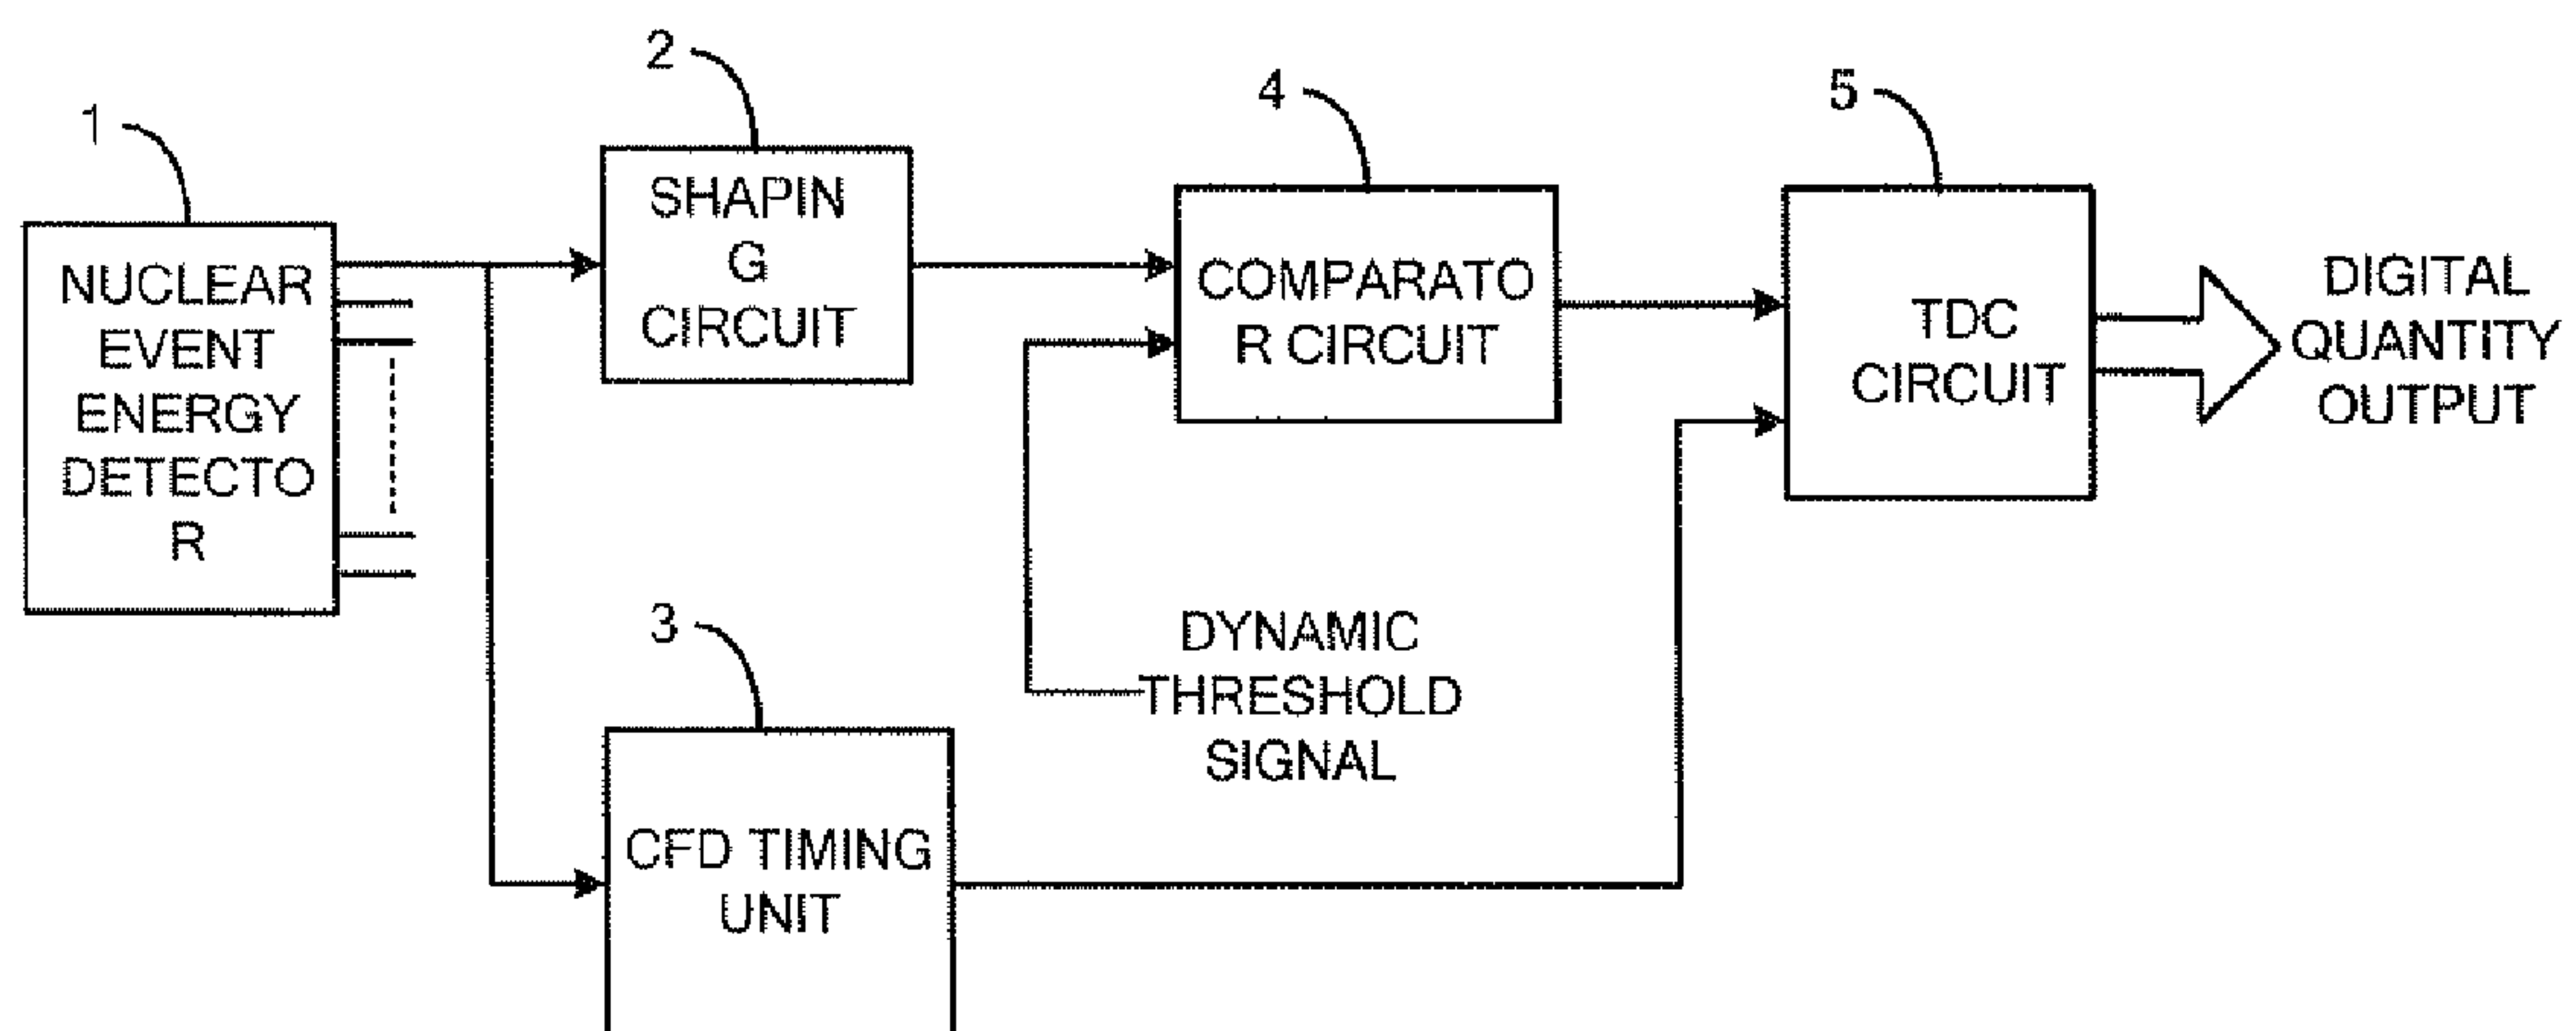 1
NUCLEAR
EVENT
ENERGY
DETECTO
R
2
SHAPIN
G
CIRCUIT
3
CFD TIMING
UNIT
4
COMPARATO
R CIRCUIT
DYNAMIC
THRESHOLD
SIGNAL
5
TDC
CIRCUIT
DIGITAL
QUANTITY
OUTPUT